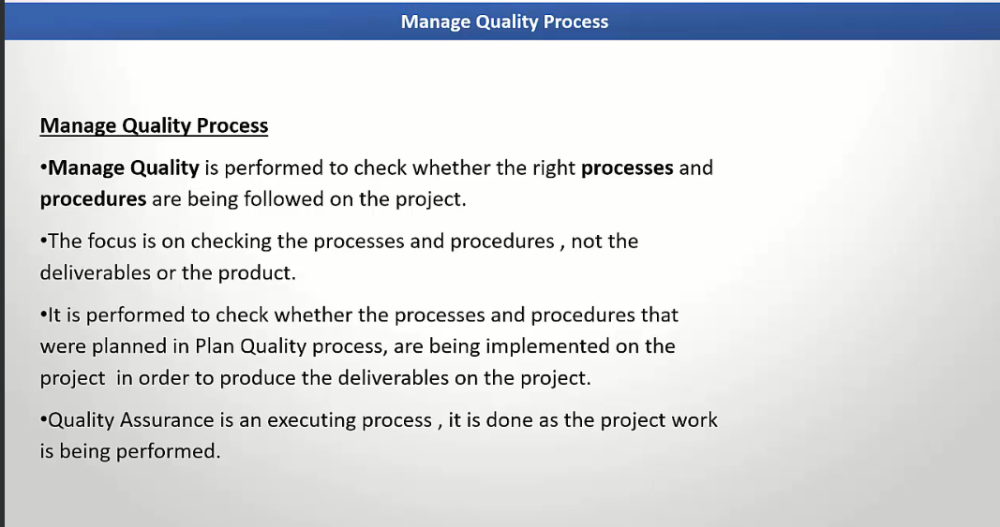 Manage Quality Process
Manage Quality Process
•Manage Quality is performed to check whether the right processes and
procedures are being followed on the project.
•The focus is on checking the processes and procedures , not the
deliverables or the product.
•It is performed to check whether the processes and procedures that
were planned in Plan Quality process, are being implemented on the
project  in order to produce the deliverables on the project.
•Quality Assurance is an executing process , it is done as the project work
is being performed.